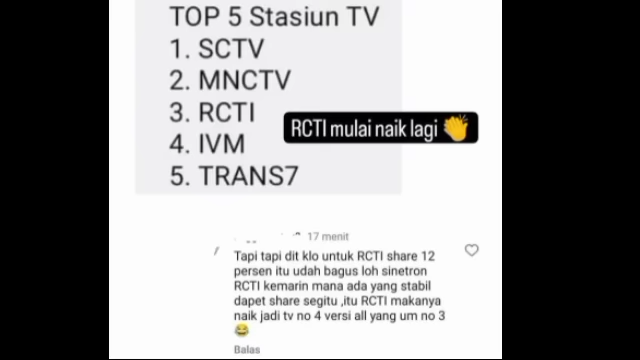 TOP 5 Stasiun TV
1. SCTV
2. MNCTV
3. RCTI
RCTI mulai naik lagi 👏
4. IVM
5. TRANS7
17 menit
Tapi tapi dit klo untuk RCTI share 12
persen itu udah bagus loh sinetron
RCTI kemarin mana ada yang stabil
dapet share segitu ,itu RCTI makanya
naik jadi tv no 4 versi all yang um no 3
😂
Balas